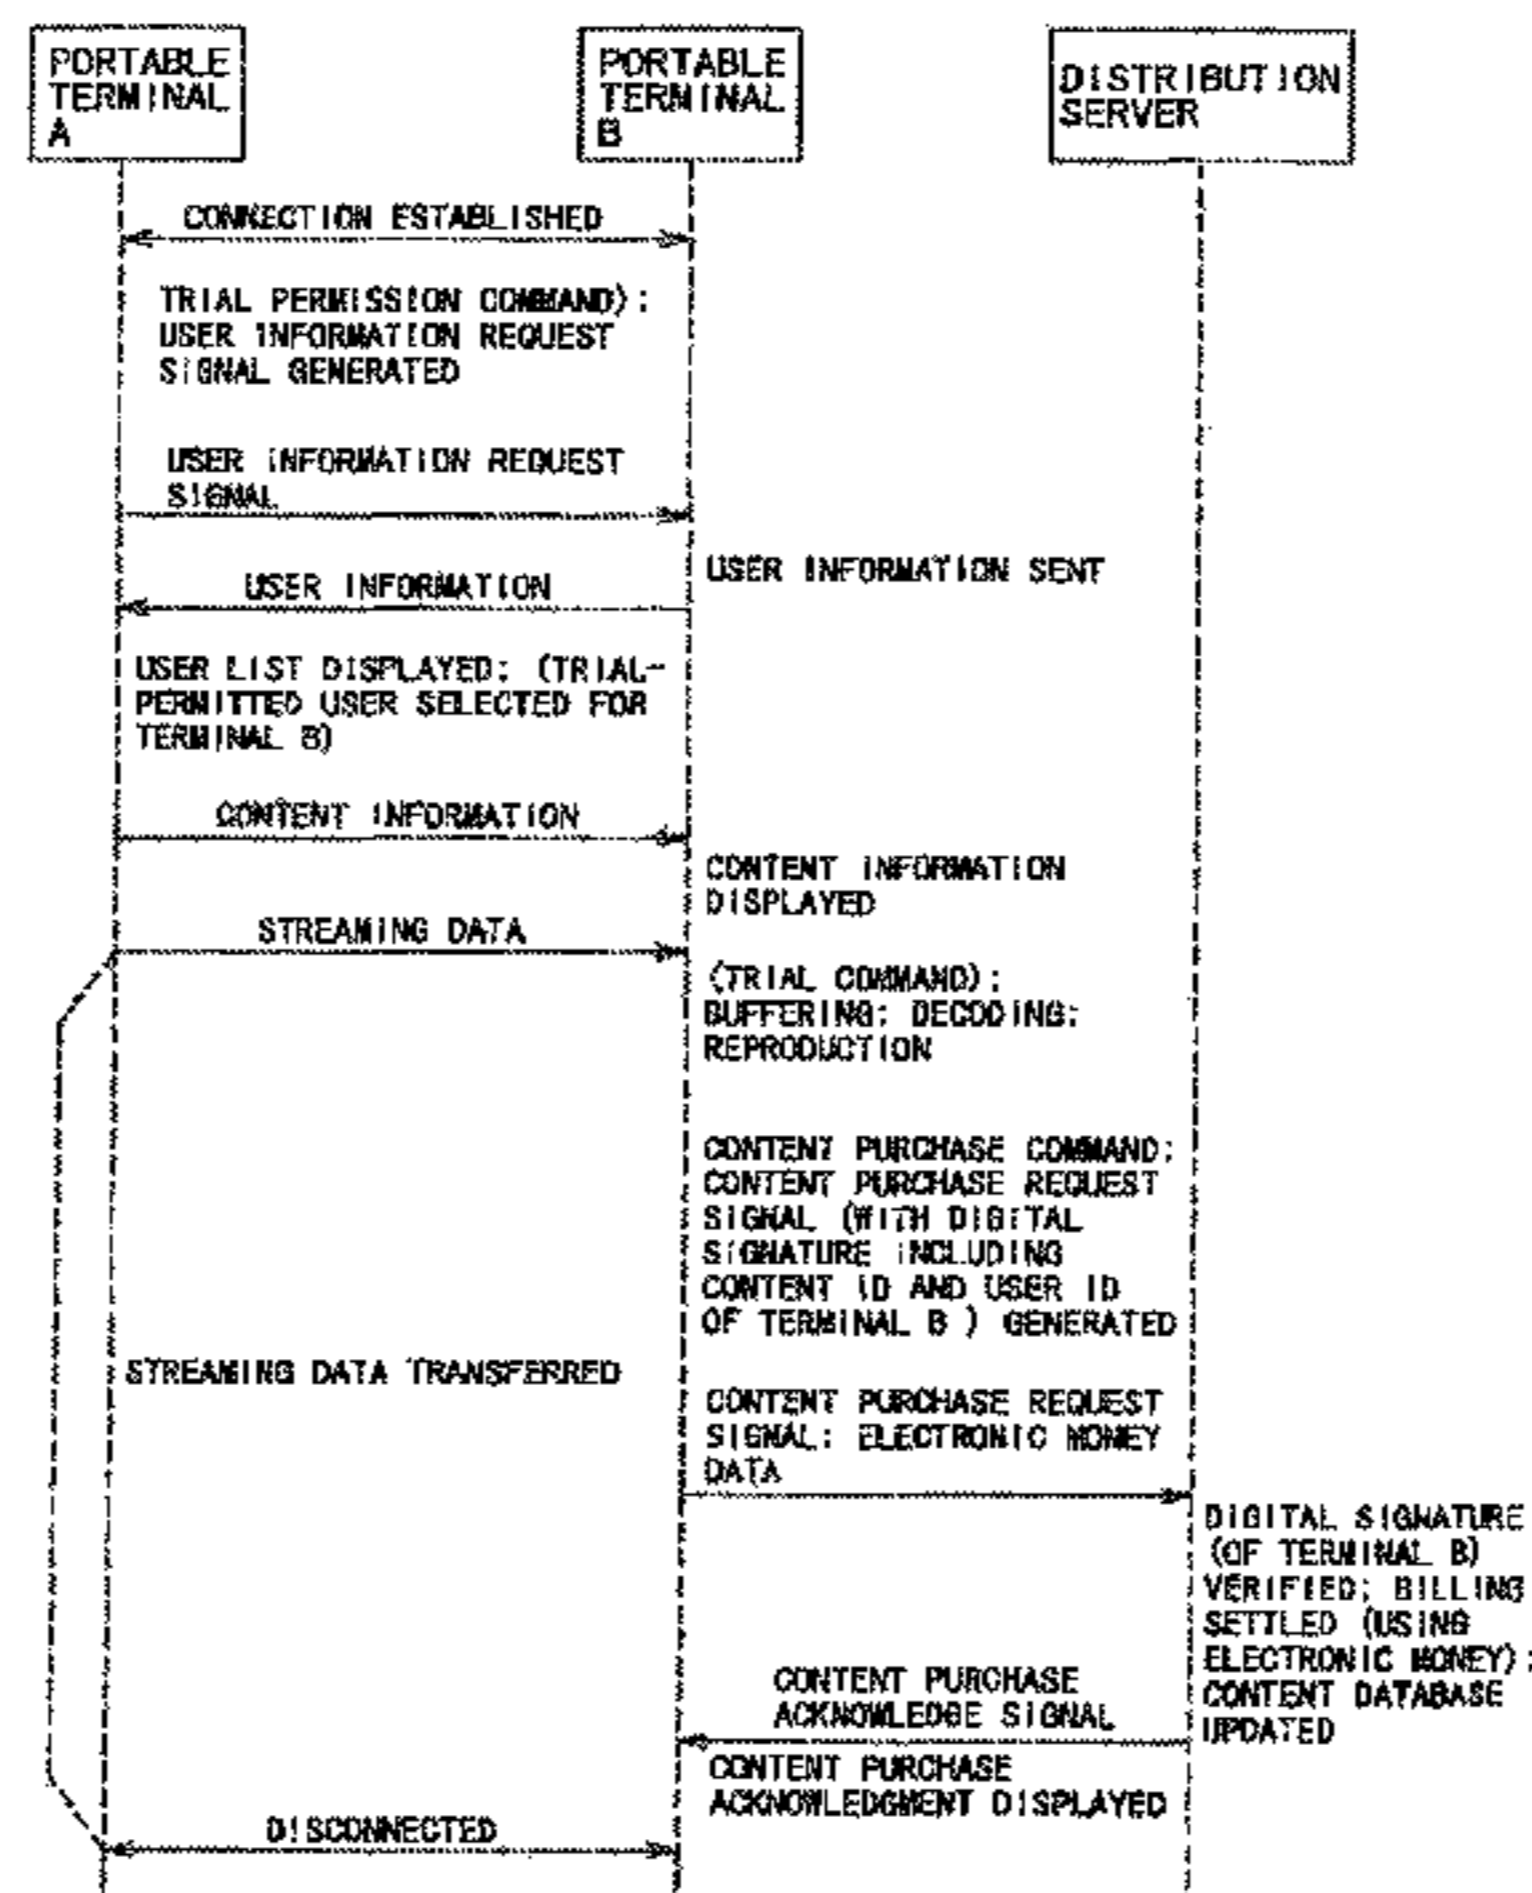 PORTABLE
TERMINAL
A
PORTABLE
TERMINAL
B
DISTRIBUTION
SERVER
CONNECTION ESTABLISHED
TRIAL PERMISSION COMMAND):
USER INFORMATION REQUEST
SIGNAL GENERATED
USER INFORMATION REQUEST
SIGNAL
USER INFORMATION SENT
USER INFORMATION
USER LIST DISPLAYED; (TRIAL-
PERMITTED USER SELECTED FOR
TERMINAL B)
CONTENT INFORMATION
CONTENT INFORMATION
DISPLAYED
STREAMING DATA
(TRIAL COMMAND):
BUFFERING; DECODING;
REPRODUCTION
CONTENT PURCHASE COMMAND:
CONTENT PURCHASE REQUEST
SIGNAL (WITH DIGITAL
SIGNATURE INCLUDING
CONTENT ID AND USER ID
OF TERMINAL B ) GENERATED
STREAMING DATA TRANSFERRED
CONTENT PURCHASE REQUEST
SIGNAL; ELECTRONIC MONEY
DATA
DIGITAL SIGNATURE
(OF TERMINAL B)
VERIFIED; BILLING
SETTLED (USING
ELECTRONIC MONEY);
CONTENT DATABASE
UPDATED
CONTENT PURCHASE
ACKNOWLEDGE SIGNAL
CONTENT PURCHASE
ACKNOWLEDGMENT DISPLAYED
DISCONNECTED